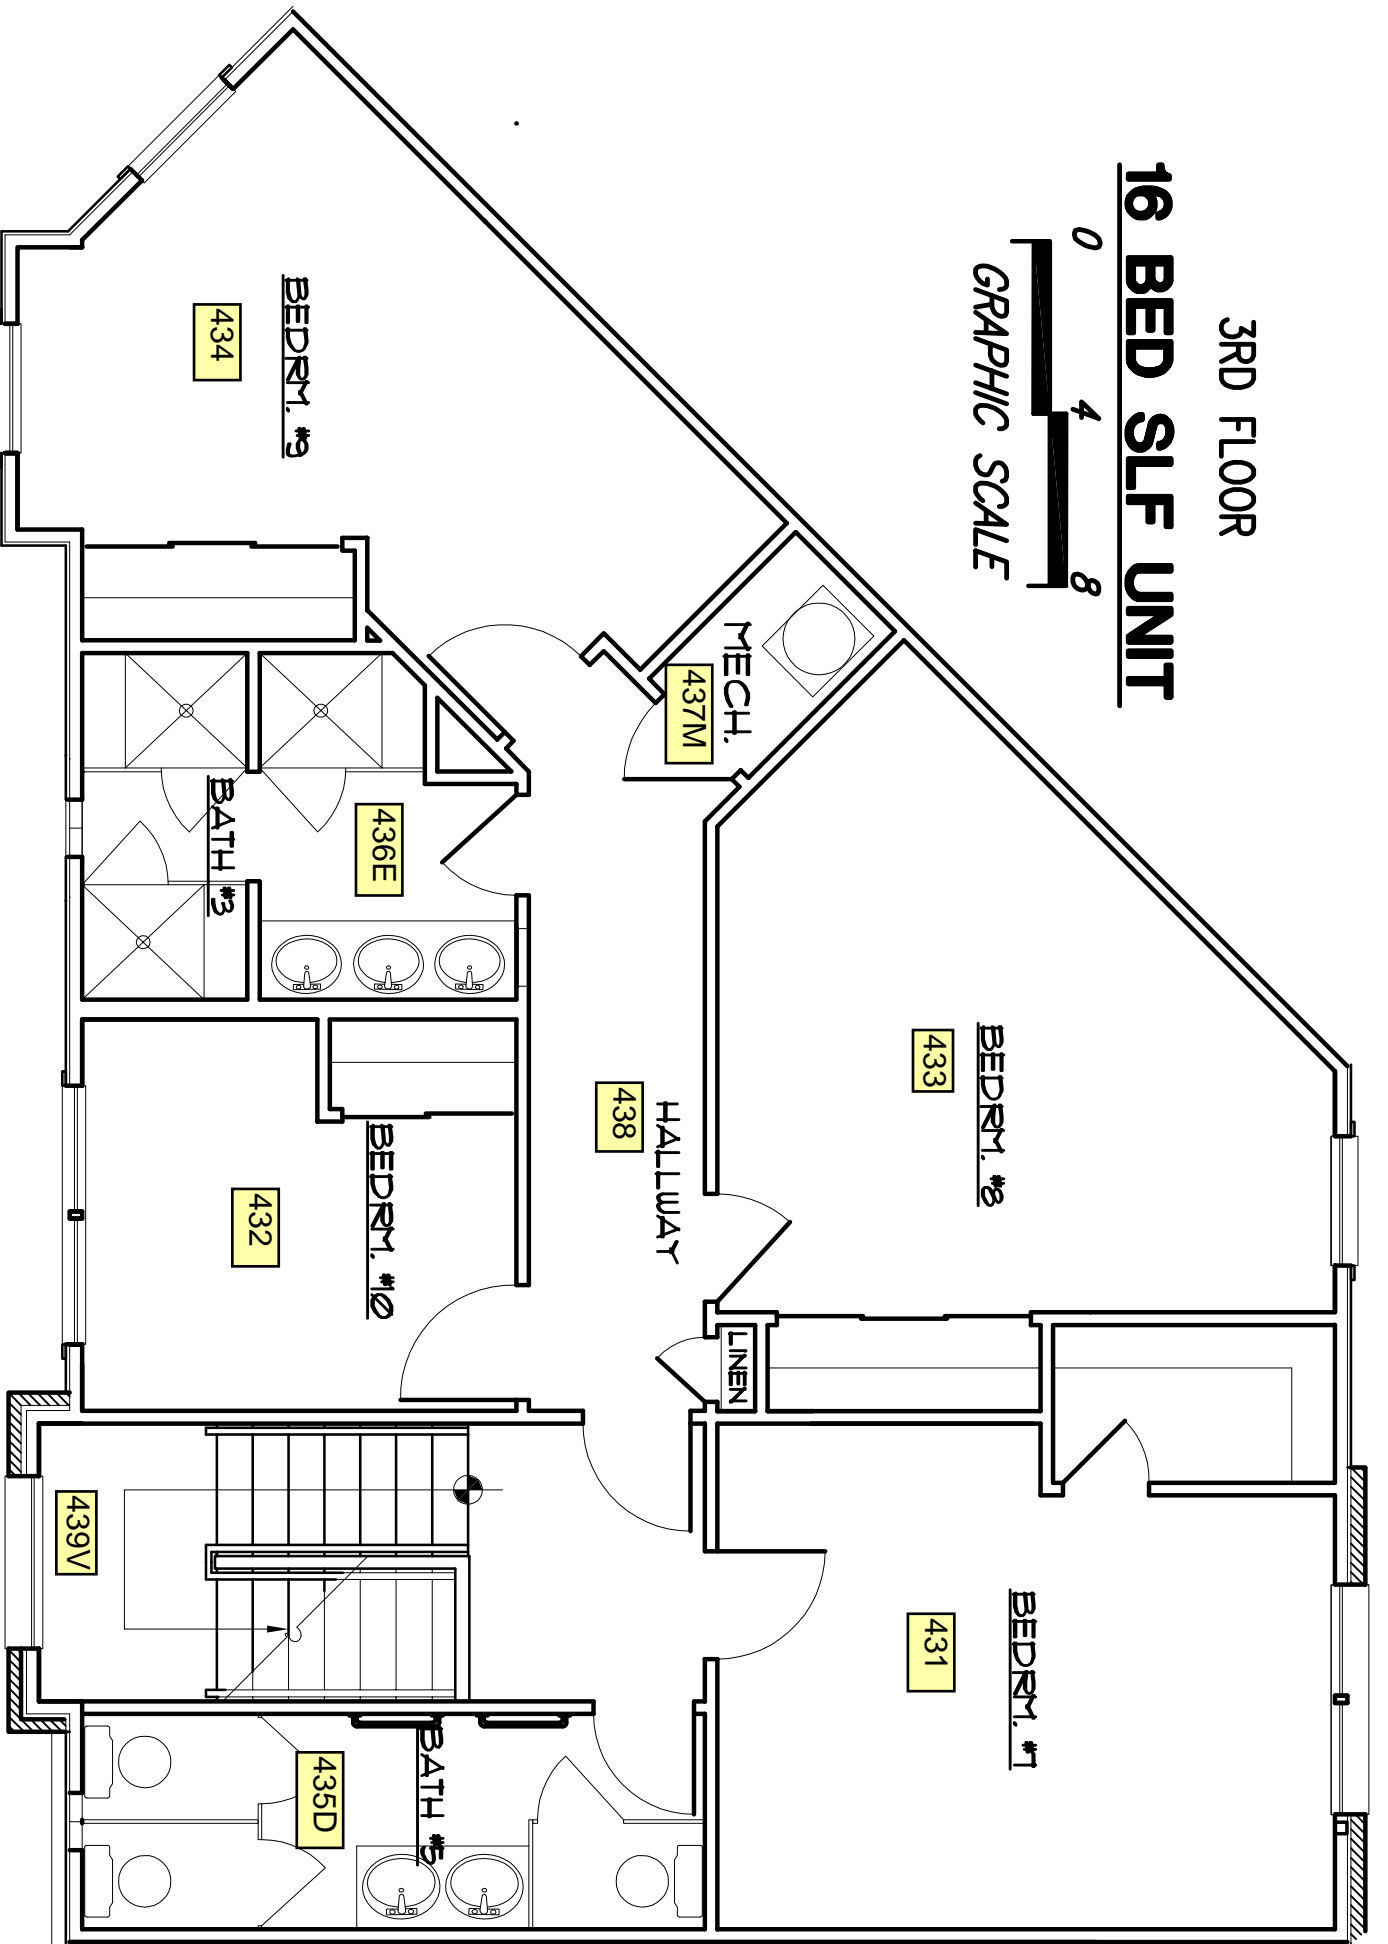 3RD FLOOR
16 BED SLF UNIT
0 4 8
GRAPHIC SCALE
BEDRM. #8
433
BEDRM. #7
431
MECH.
437M
LINEN
HALLWAY
438
BATH #5
435D
BEDRM. #10
432
436E
BATH #3
BEDRM. #9
434
439V